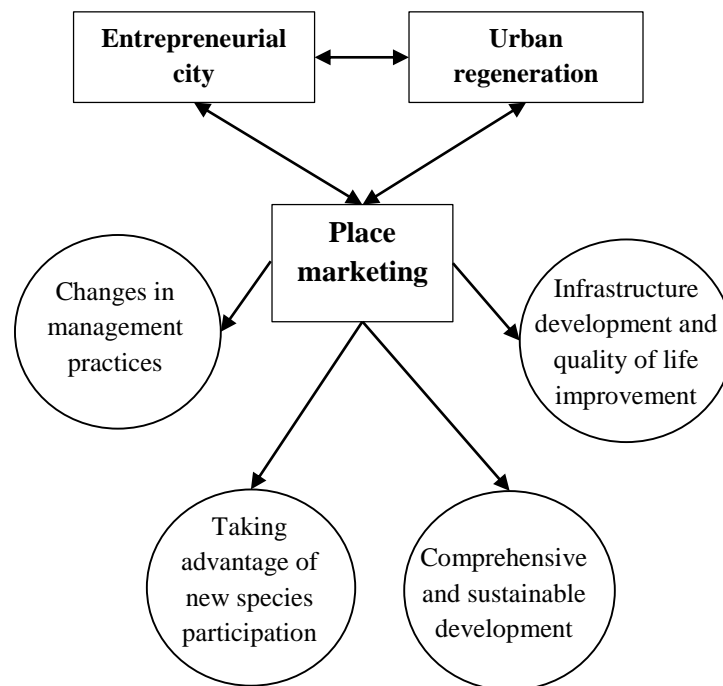 Entrepreneurial
city
Urban
regeneration
Place
marketing
Changes in
management
practices
Infrastructure
development and
quality of life
improvement
Taking
advantage of
new species
participation
Comprehensive
and sustainable
development